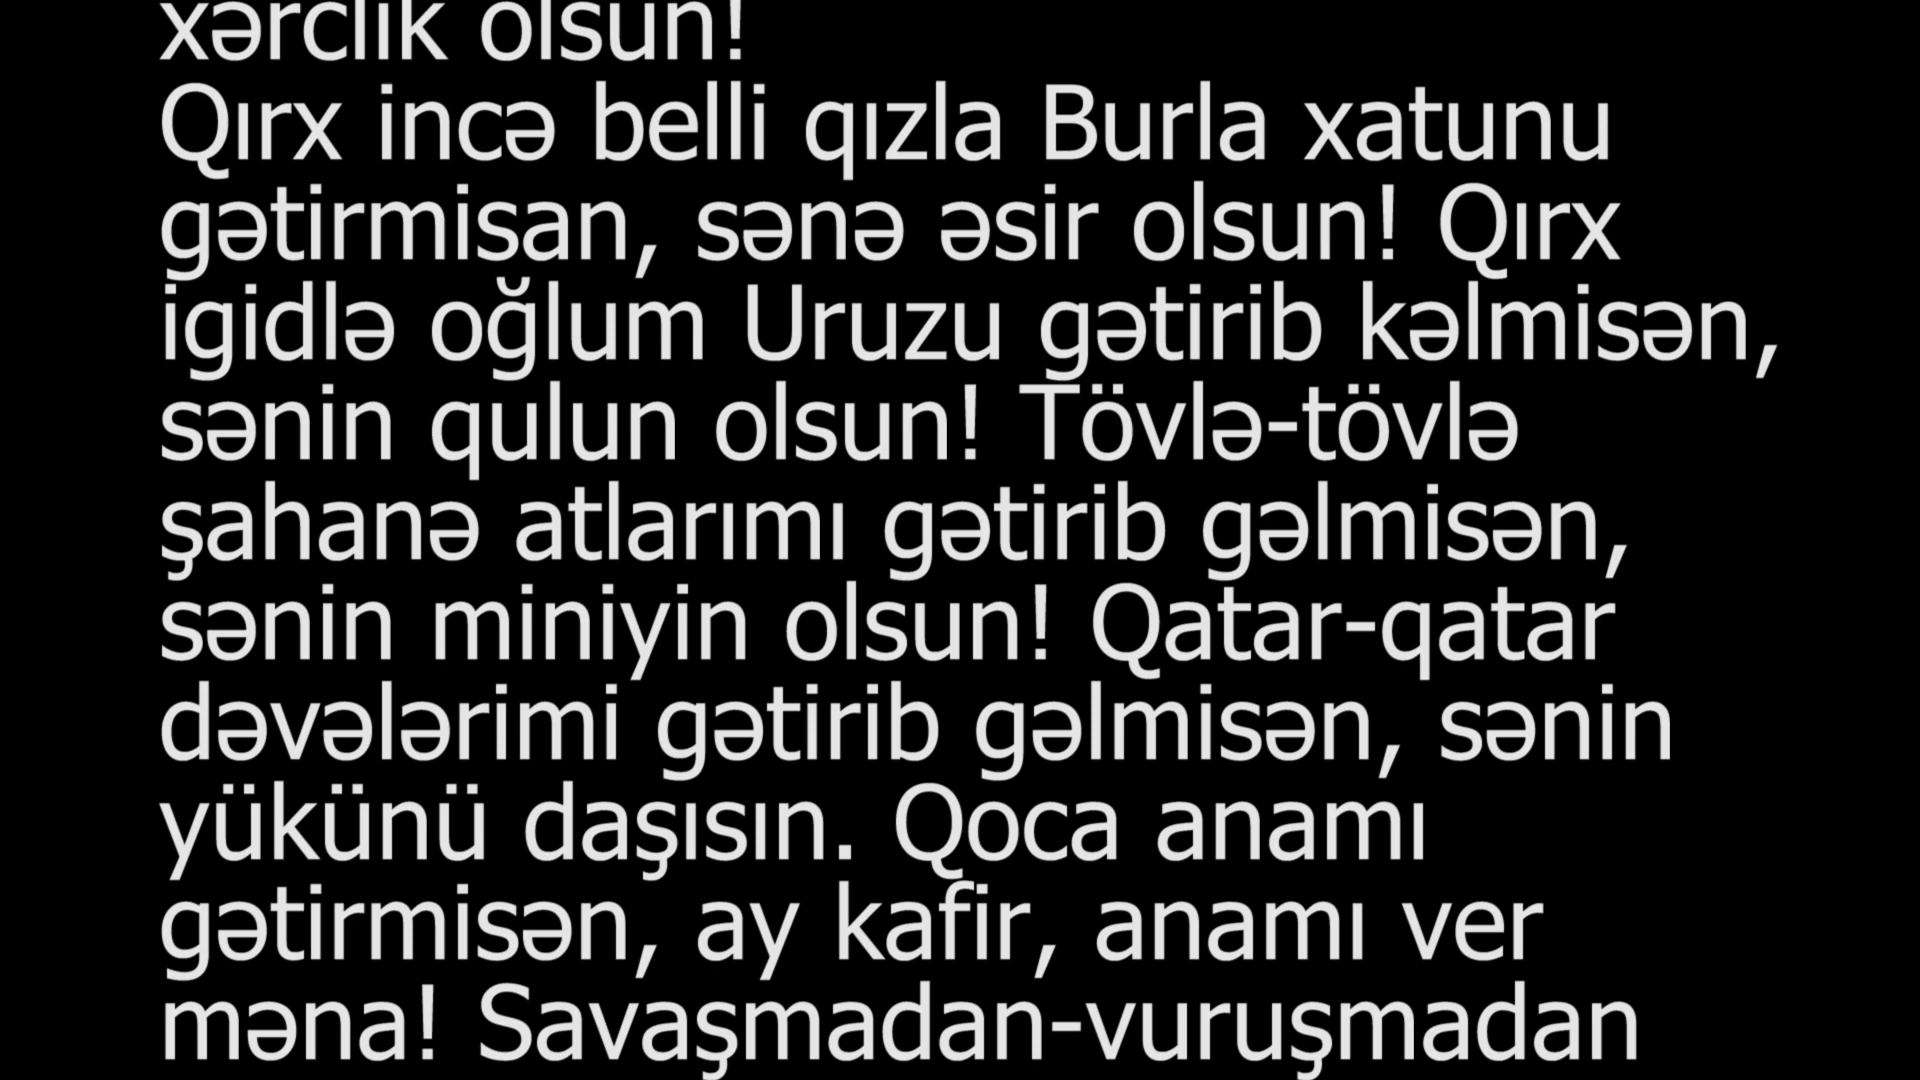 xərclik olsun!
Qırx incə belli qızla Burla xatunu
gətirmisan, sənə əsir olsun! Qırx
igidlə oğlum Uruzu gətirib kəlmisən,
sənin qulun olsun! Tövlə-tövlə
şahanə atlarımı gətirib gəlmisən,
sənin miniyin olsun! Qatar-qatar
dəvələrimi gətirib gəlmisən, sənin
yükünü daşısın. Qoca anamı
gətirmisən, ay kafir, anamı ver
məna! Savaşmadan-vuruşmadan